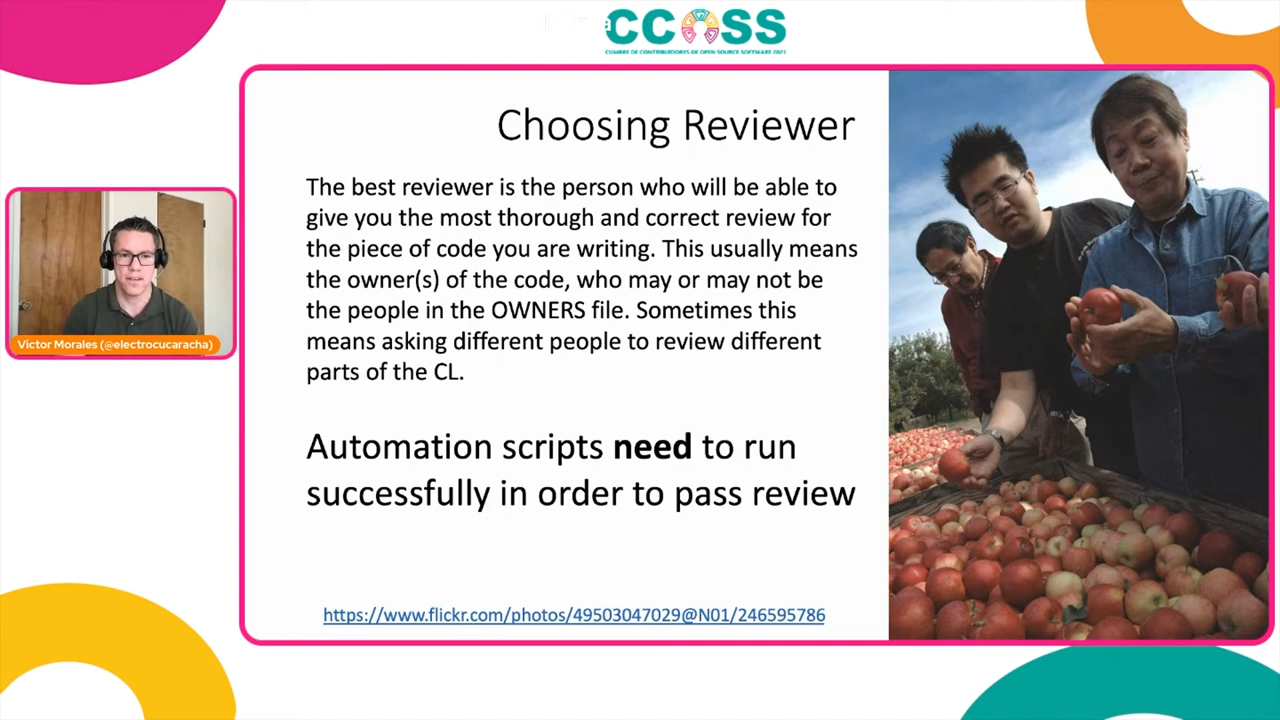 CCOSS
CUMBRE DE CONTRIBUIDORES DE OPEN SOURCE SOFTWARE 2021
Choosing Reviewer
The best reviewer is the person who will be able to
give you the most thorough and correct review for
the piece of code you are writing. This usually means
the owner(s) of the code, who may or may not be
the people in the OWNERS file. Sometimes this
means asking different people to review different
parts of the CL.
Automation scripts need to run
successfully in order to pass review
https://www.flickr.com/photos/49503047029@N01/246595786
Victor Morales (@electrocucaracha)